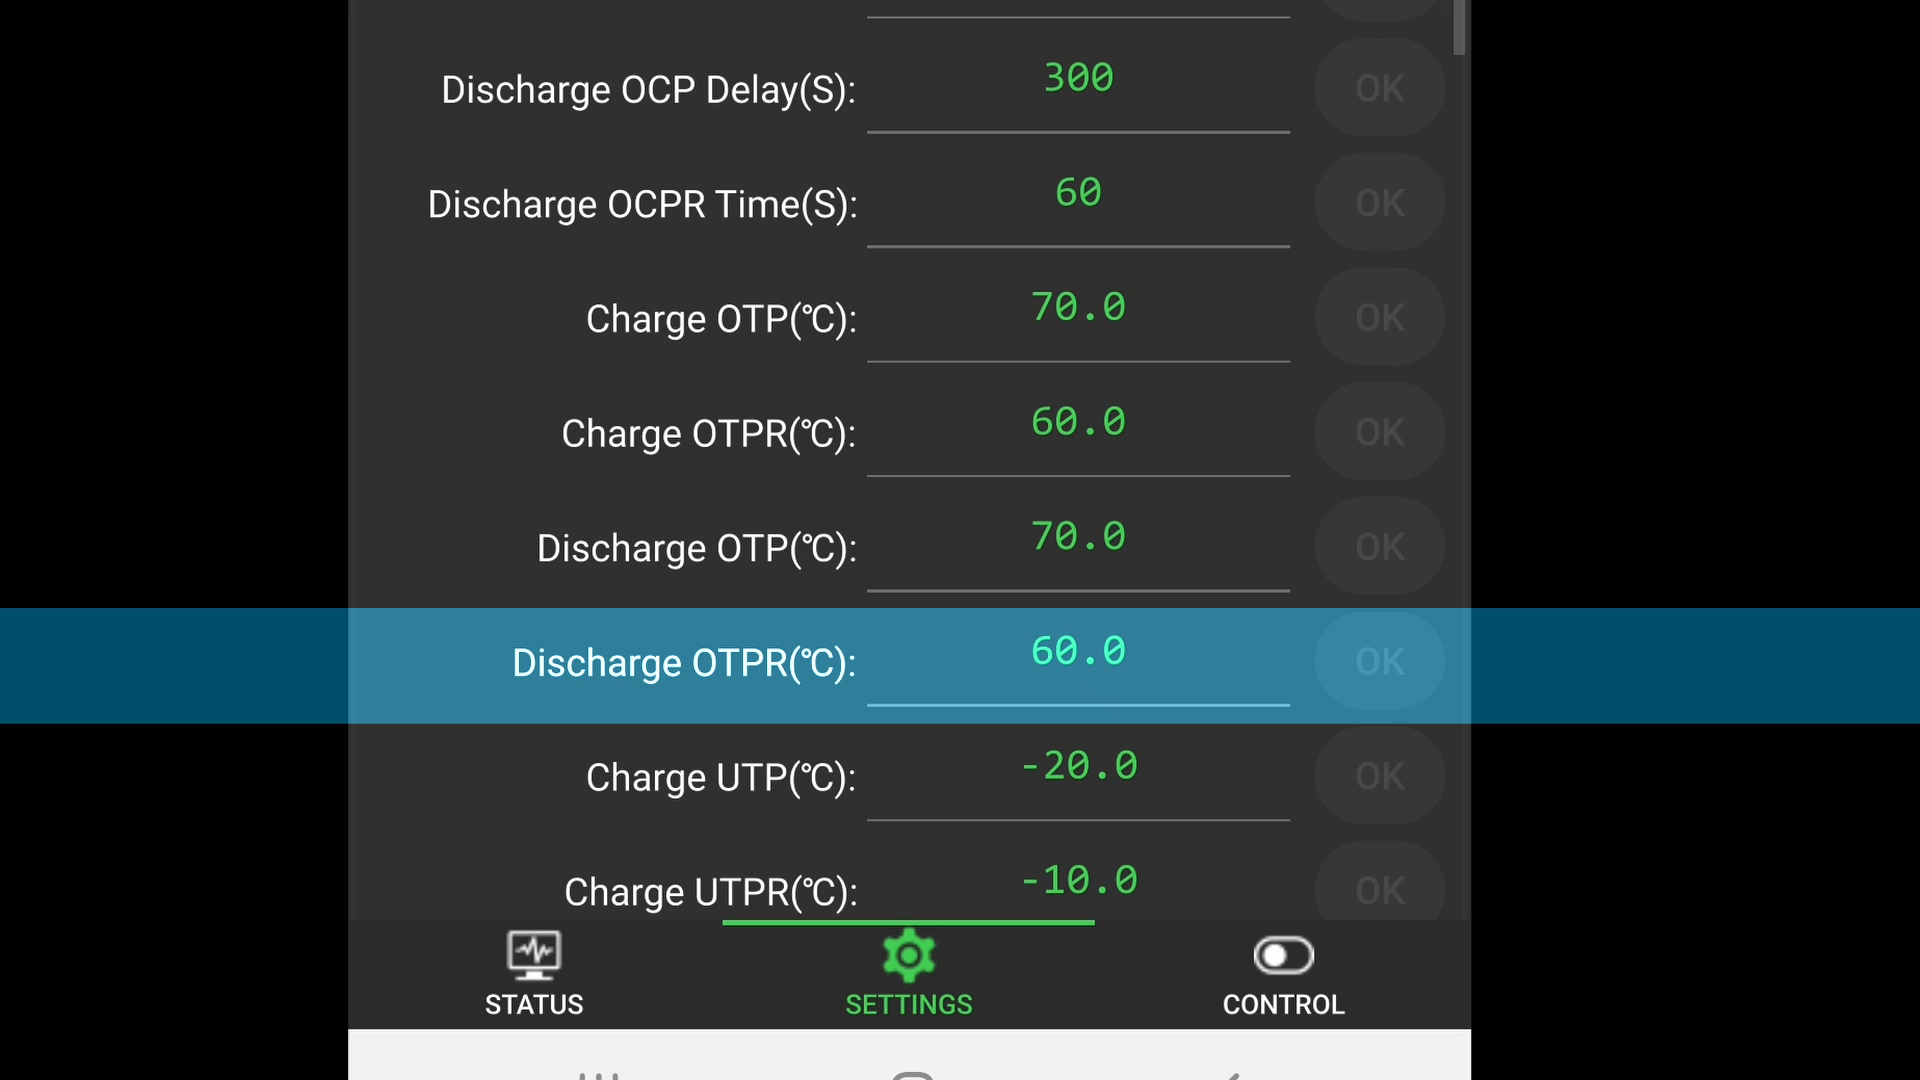 Discharge OCP Delay(S): 300 OK
Discharge OCPR Time(S): 60 OK
Charge OTP(℃): 70.0 OK
Charge OTPR(℃): 60.0 OK
Discharge OTP(℃): 70.0 OK
Discharge OTPR(℃): 60.0 OK
Charge UTP(℃): -20.0 OK
Charge UTPR(℃): -10.0 OK
STATUS SETTINGS CONTROL